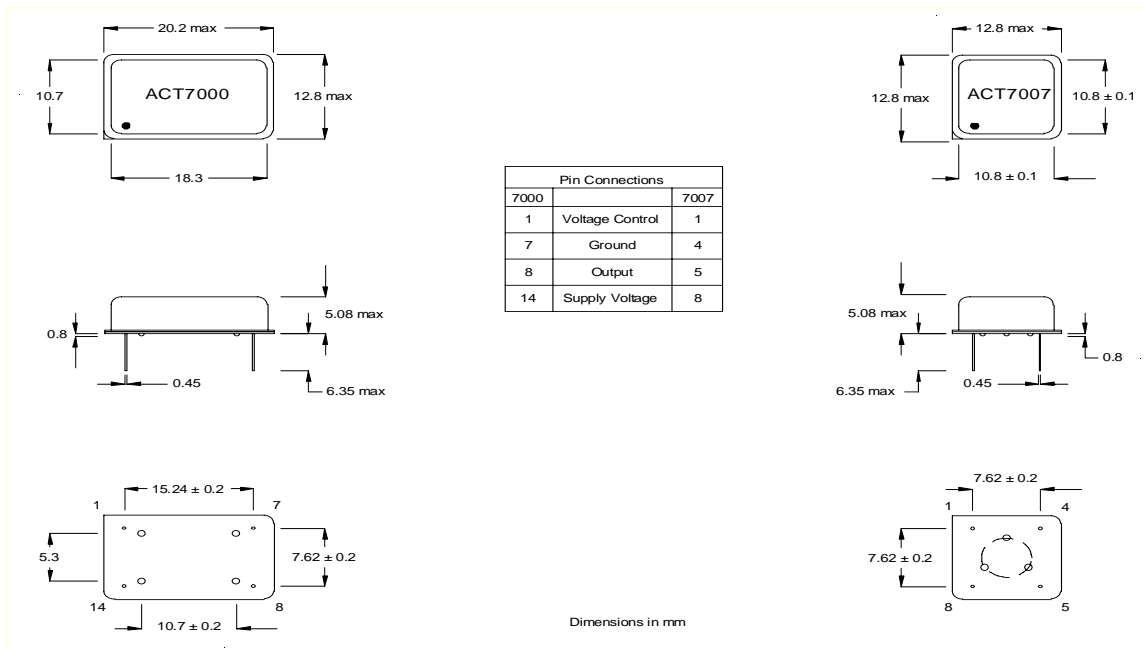 20.2 max
10.7
ACT7000
12.8 max
18.3
12.8 max
12.8 max
ACT7007
10.8 ± 0.1
10.8 ± 0.1
Pin Connections
7000 7007
1 Voltage Control 1
7 Ground 4
8 Output 5
14 Supply Voltage 8
0.8
5.08 max
0.45
6.35 max
5.08 max
0.8
0.45
6.35 max
15.24 ± 0.2
1 7
5.3
7.62 ± 0.2
14 8
10.7 ± 0.2
7.62 ± 0.2
1 4
7.62 ± 0.2
8 5
Dimensions in mm